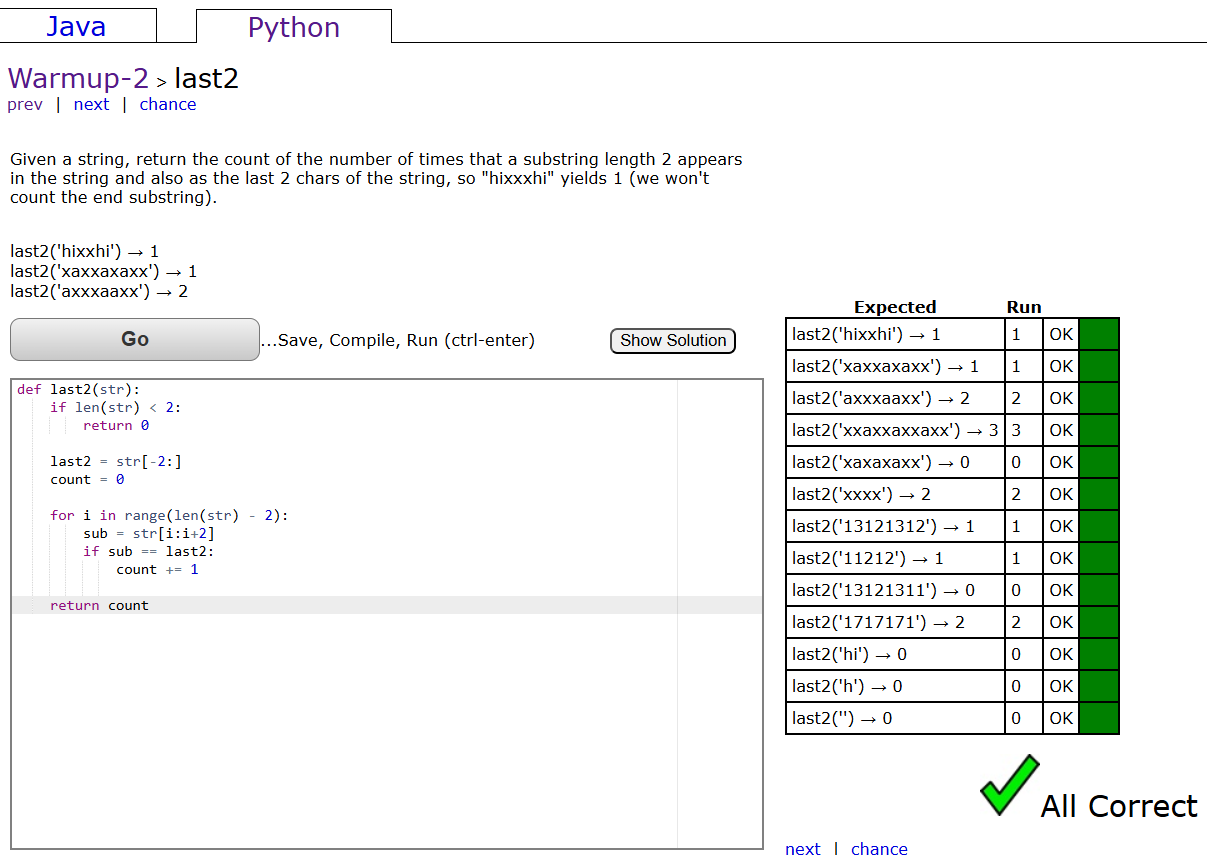 Java
Python
Warmup-2 > last2
prev | next | chance
Given a string, return the count of the number of times that a substring length 2 appears
in the string and also as the last 2 chars of the string, so "hixxxhi" yields 1 (we won't
count the end substring).
last2('hixxhi') → 1
last2('xaxxaxaxx') → 1
last2('axxxaaxx') → 2
Go
...Save, Compile, Run (ctrl-enter)
Show Solution
def last2(str):
    if len(str) < 2:
        return 0
    last2 = str[-2:]
    count = 0
    for i in range(len(str) - 2):
        sub = str[i:i+2]
        if sub == last2:
            count += 1
    return count
Expected Run
last2('hixxhi') → 1 1 OK
last2('xaxxaxaxx') → 1 1 OK
last2('axxxaaxx') → 2 2 OK
last2('xxaxxaxxaxx') → 3 3 OK
last2('xaxaxaxx') → 0 0 OK
last2('xxxx') → 2 2 OK
last2('13121312') → 1 1 OK
last2('11212') → 1 1 OK
last2('13121311') → 0 0 OK
last2('1717171') → 2 2 OK
last2('hi') → 0 0 OK
last2('h') → 0 0 OK
last2('') → 0 0 OK
All Correct
next | chance